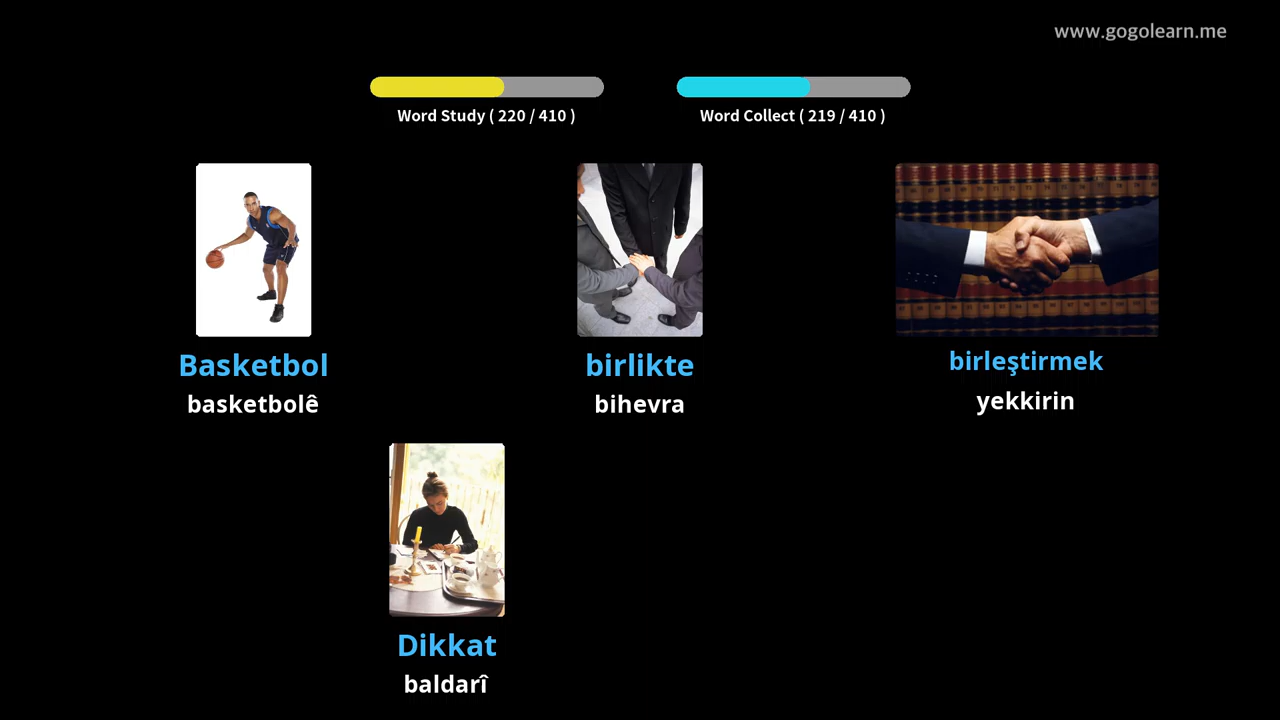 www.gogolearn.me
Word Study ( 220 / 410 )
Word Collect ( 219 / 410 )
Basketbol
basketbolê
birlikte
bihevra
birleştirmek
yekkirin
Dikkat
baldarî